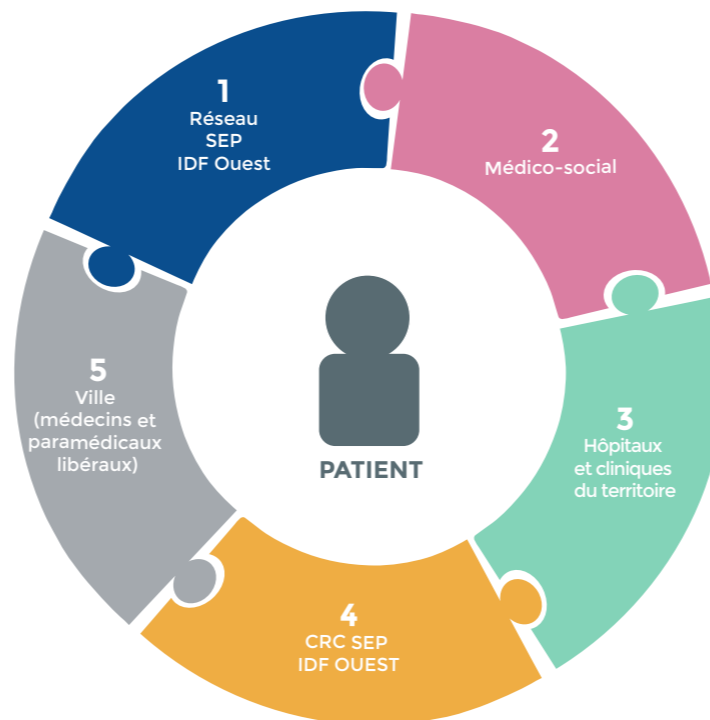 1
Réseau
SEP
IDF Ouest
2
Médico-social
3
Hôpitaux
et cliniques
du territoire
4
CRC SEP
IDF OUEST
5
Ville
(médecins et
paramédicaux
libéraux)
PATIENT